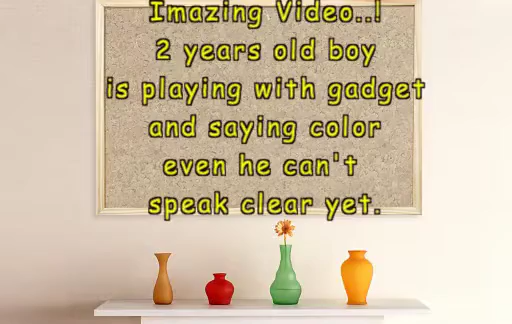 Imazing Video..!
2 years old boy
is playing with gadget
and saying color
even he can't
speak clear yet.